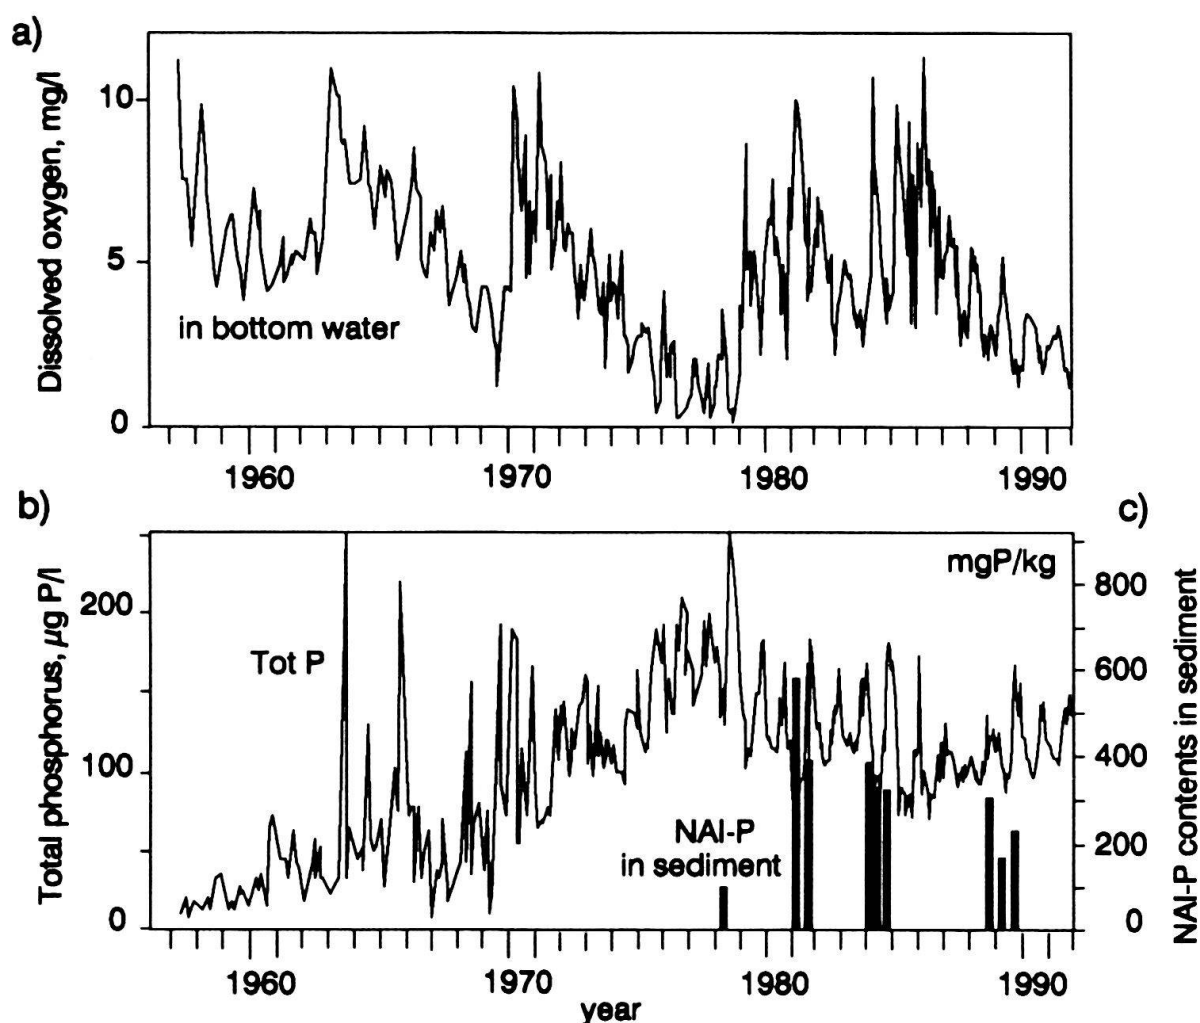 a)
Dissolved oxygen, mg/l
10
5
0
in bottom water
1960
1970
1980
1990
b)
c)
Total phosphorus, µg P/l
200
100
0
Tot P
mgP/kg
NAI-P
in sediment
800
600
400
200
0
NAI-P contents in sediment
1960
1970
1980
1990
year